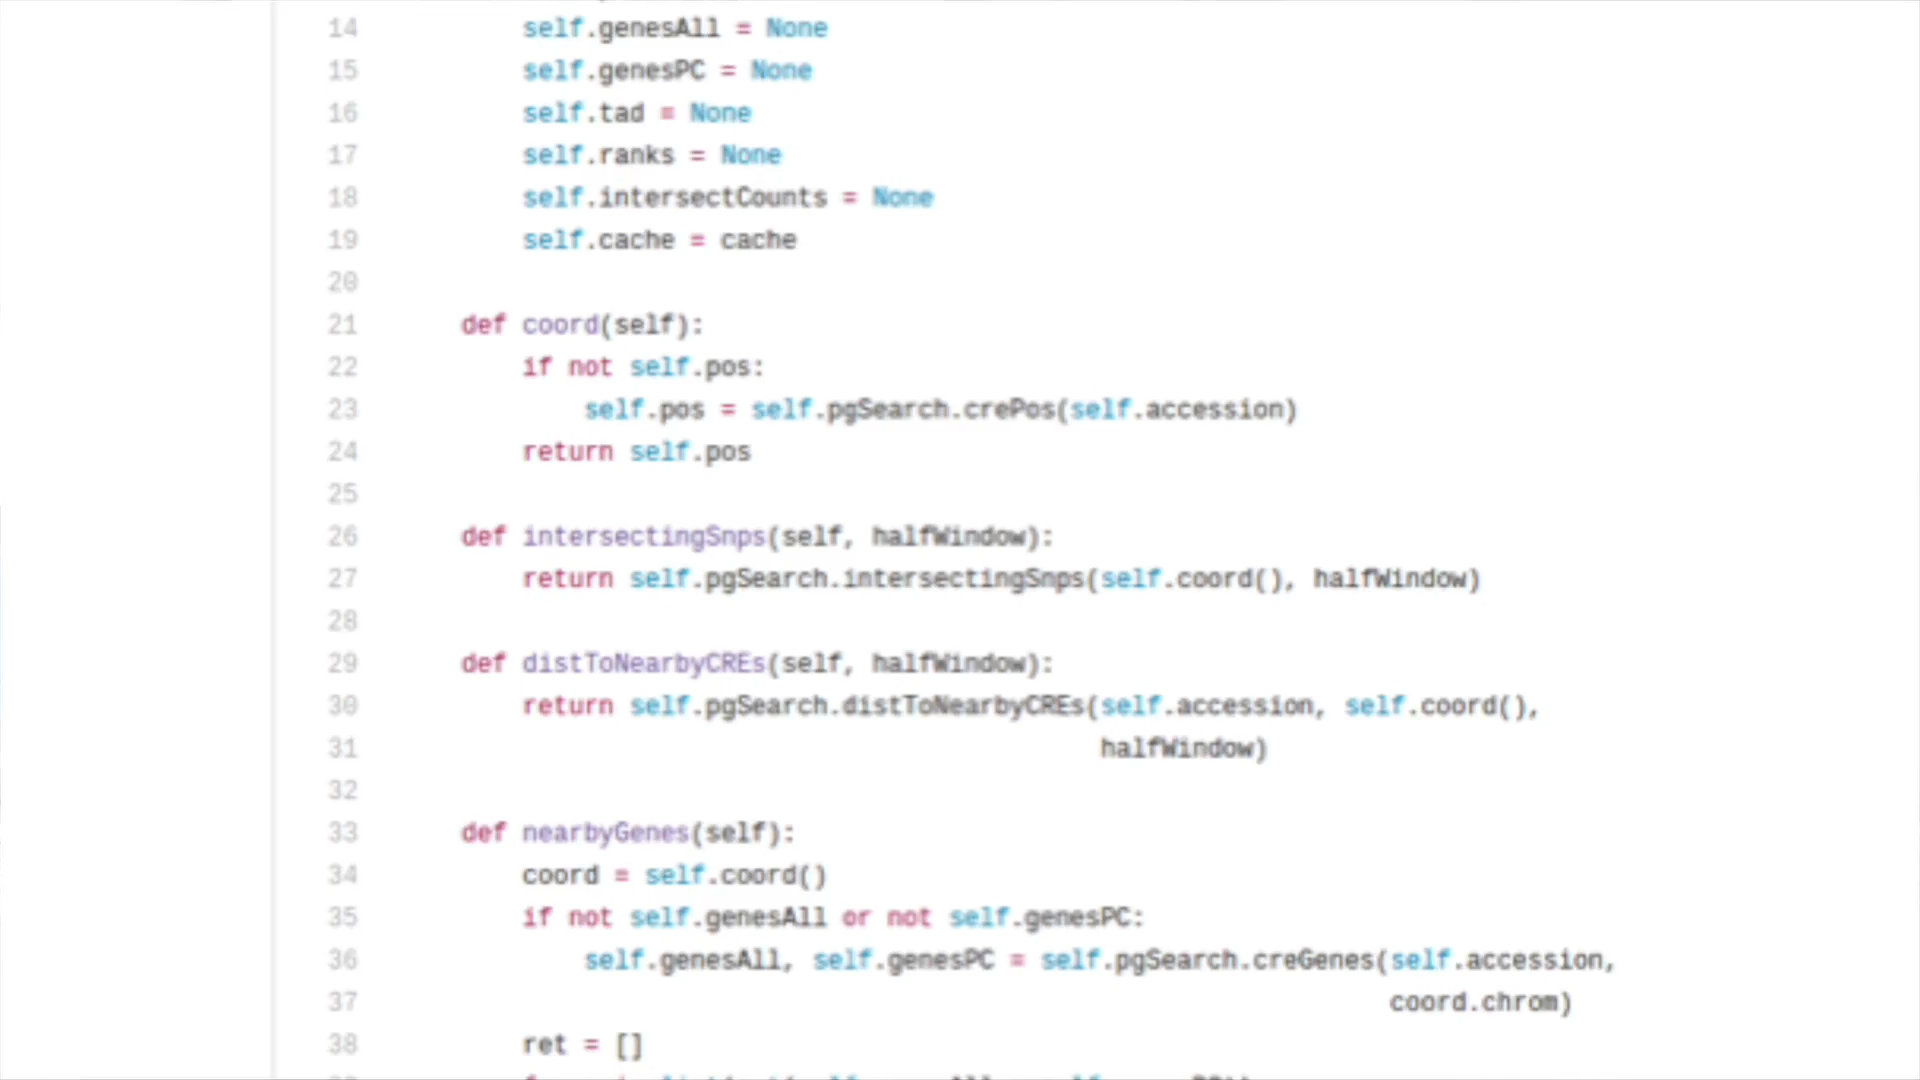 14 self.genesAll = None
15 self.genesPC = None
16 self.tad = None
17 self.ranks = None
18 self.intersectCounts = None
19 self.cache = cache
20
21 def coord(self):
22 if not self.pos:
23 self.pos = self.pgSearch.crePos(self.accession)
24 return self.pos
25
26 def intersectingSnps(self, halfWindow):
27 return self.pgSearch.intersectingSnps(self.coord(), halfWindow)
28
29 def distToNearbyCREs(self, halfWindow):
30 return self.pgSearch.distToNearbyCREs(self.accession, self.coord(),
31 halfWindow)
32
33 def nearbyGenes(self):
34 coord = self.coord()
35 if not self.genesAll or not self.genesPC:
36 self.genesAll, self.genesPC = self.pgSearch.creGenes(self.accession,
37 coord.chrom)
38 ret = []